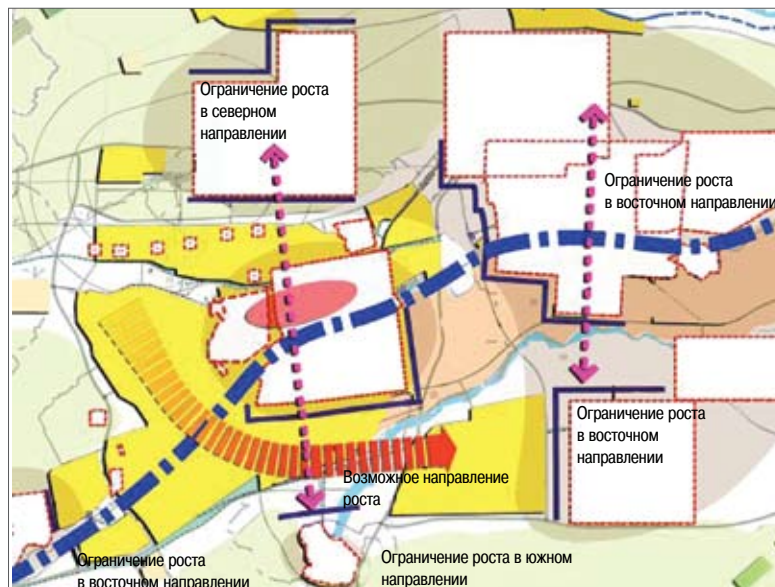 Ограничение роста
в северном
направлении
Ограничение роста
в восточном направлении
Ограничение роста
в восточном
направлении
Возможное направление
роста
Ограничение роста
в восточном направлении
Ограничение роста в южном
направлении